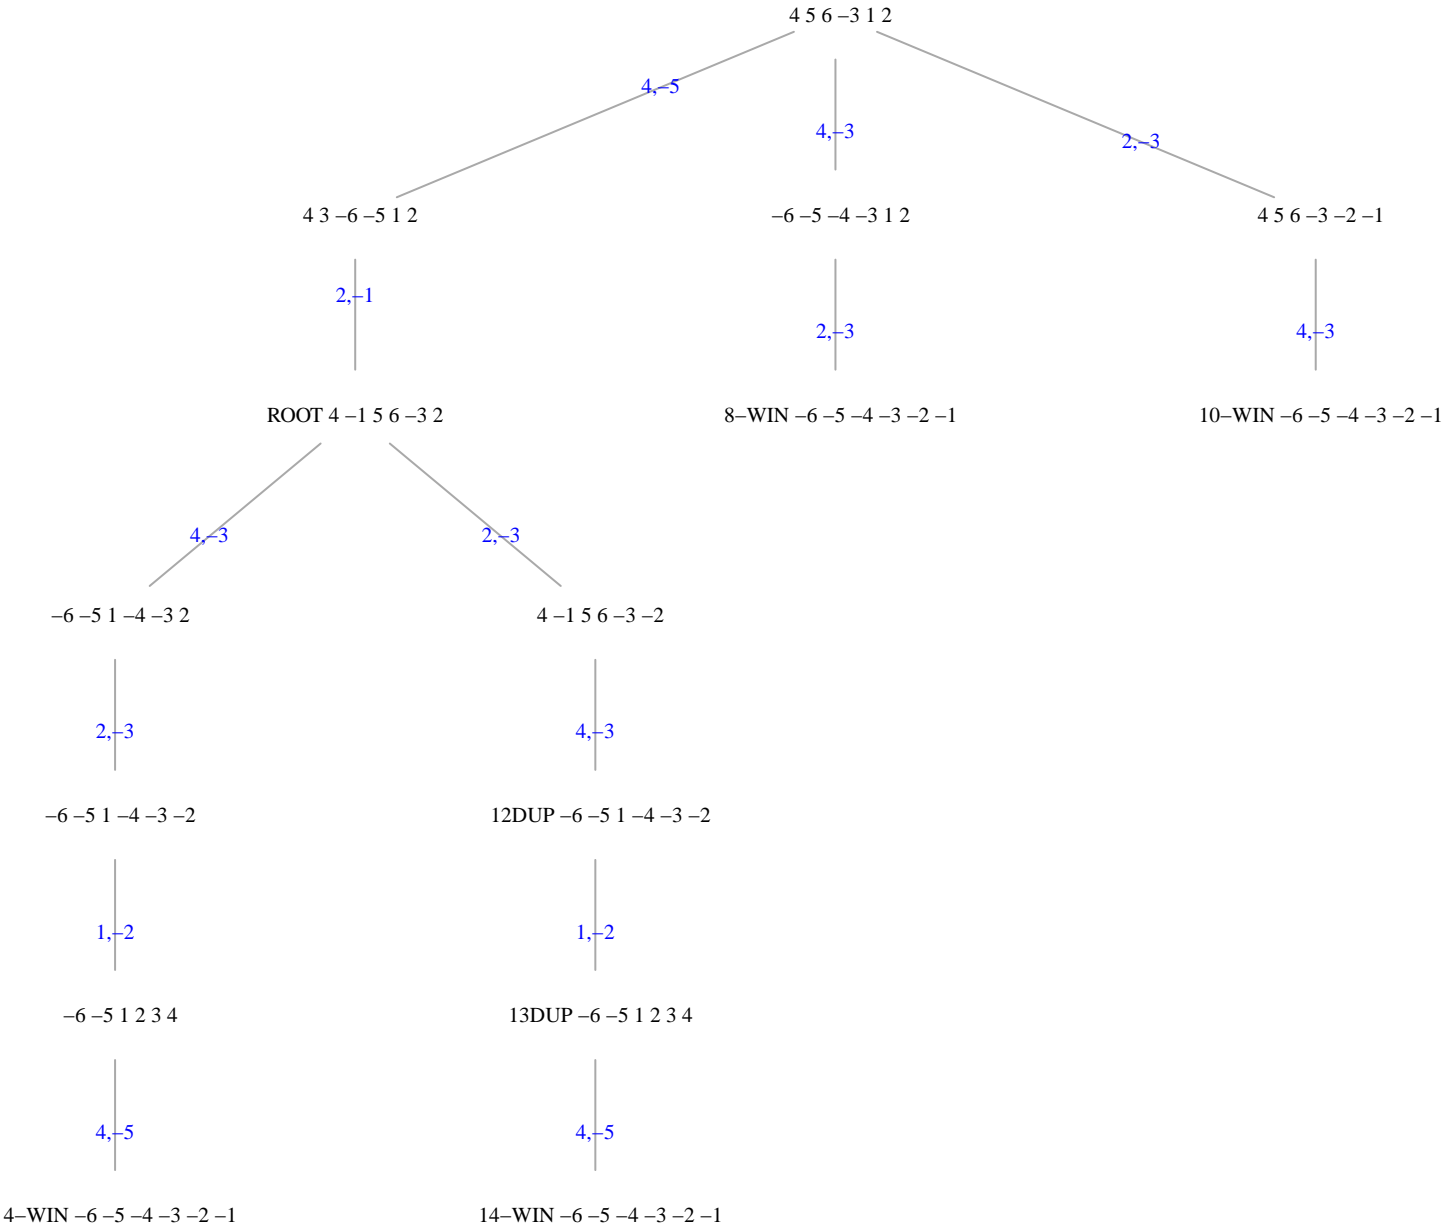 4 5 6 –3 1 2
4,–5
4,–3
2,–3
4 3 –6 –5 1 2
–6 –5 –4 –3 1 2
4 5 6 –3 –2 –1
2,–1
2,–3
4,–3
ROOT 4 –1 5 6 –3 2
8–WIN –6 –5 –4 –3 –2 –1
10–WIN –6 –5 –4 –3 –2 –1
4,–3
2,–3
–6 –5 1 –4 –3 2
4 –1 5 6 –3 –2
2,–3
4,–3
–6 –5 1 –4 –3 –2
12DUP –6 –5 1 –4 –3 –2
1,–2
1,–2
–6 –5 1 2 3 4
13DUP –6 –5 1 2 3 4
4,–5
4,–5
4–WIN –6 –5 –4 –3 –2 –1
14–WIN –6 –5 –4 –3 –2 –1